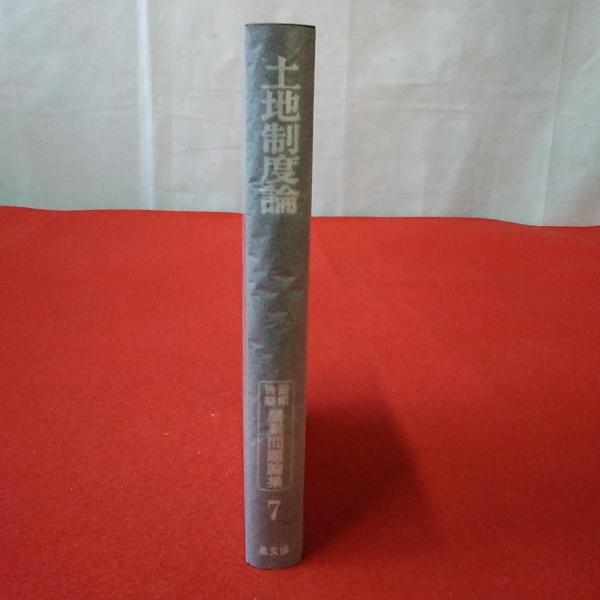 土地制度論
昭和
後期
農業問題論集
7
農文協